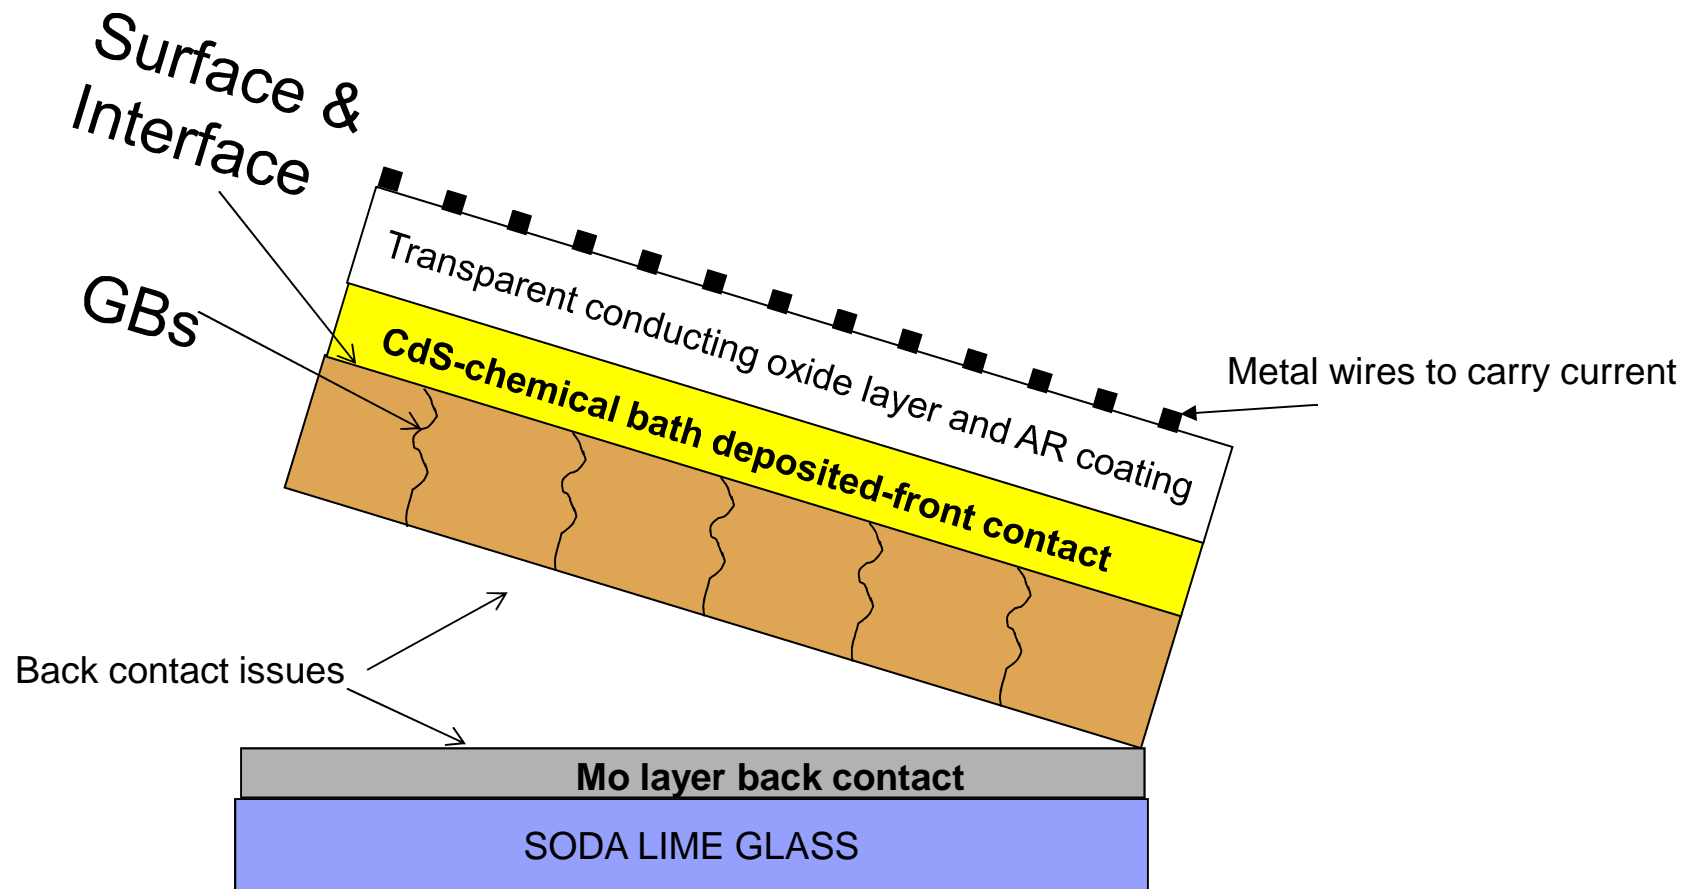 Surface &
Interface
GBs
Transparent conducting oxide layer and AR coating
CdS-chemical bath deposited-front contact
Metal wires to carry current
Back contact issues
Mo layer back contact
SODA LIME GLASS